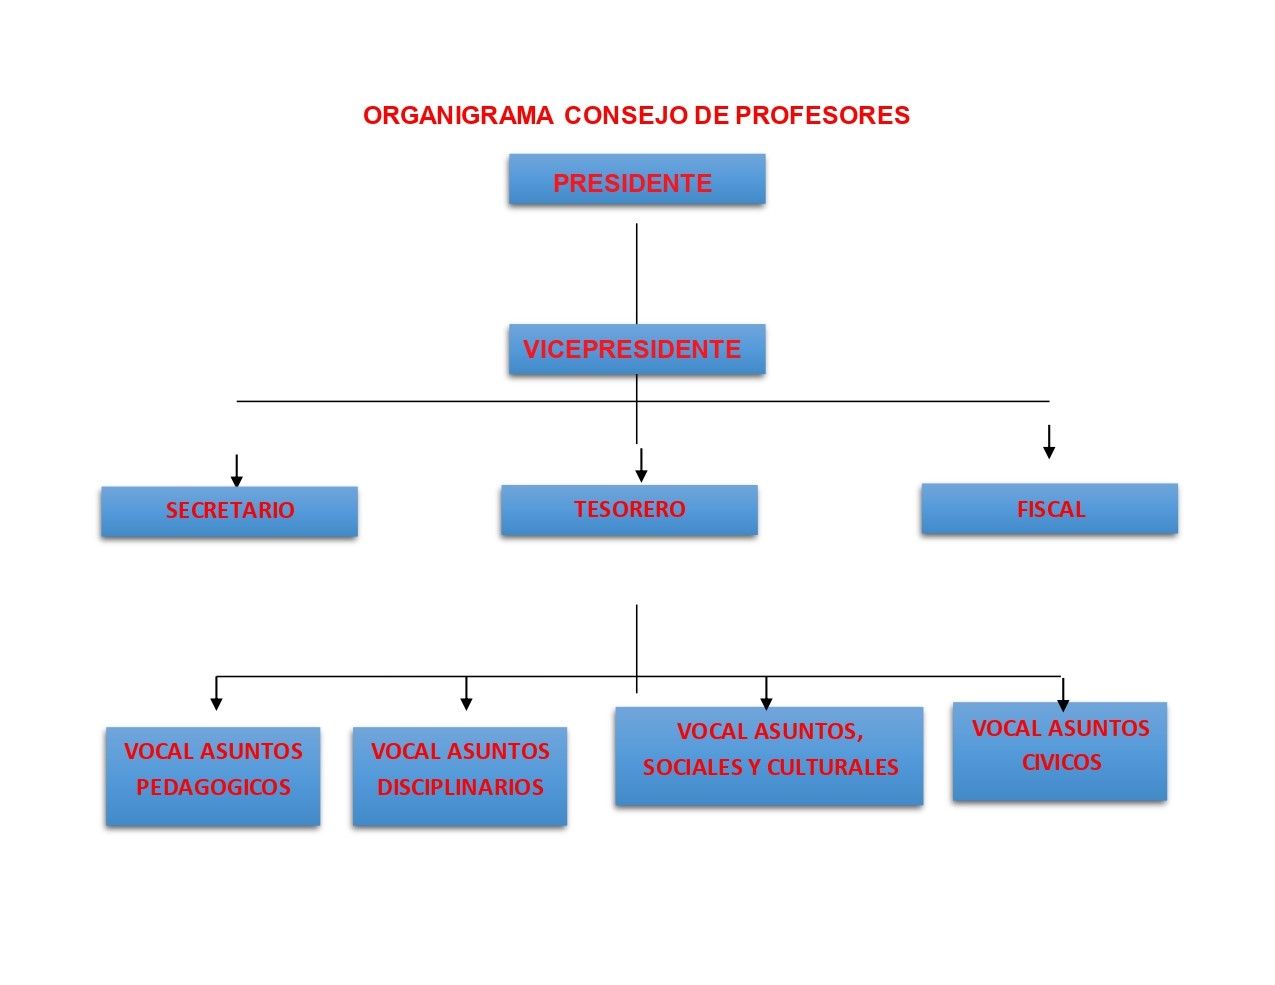 ORGANIGRAMA  CONSEJO DE PROFESORES
PRESIDENTE
VICEPRESIDENTE
SECRETARIO
TESORERO
FISCAL
VOCAL ASUNTOS
PEDAGOGICOS
VOCAL ASUNTOS
DISCIPLINARIOS
VOCAL ASUNTOS,
SOCIALES Y CULTURALES
VOCAL ASUNTOS
CIVICOS